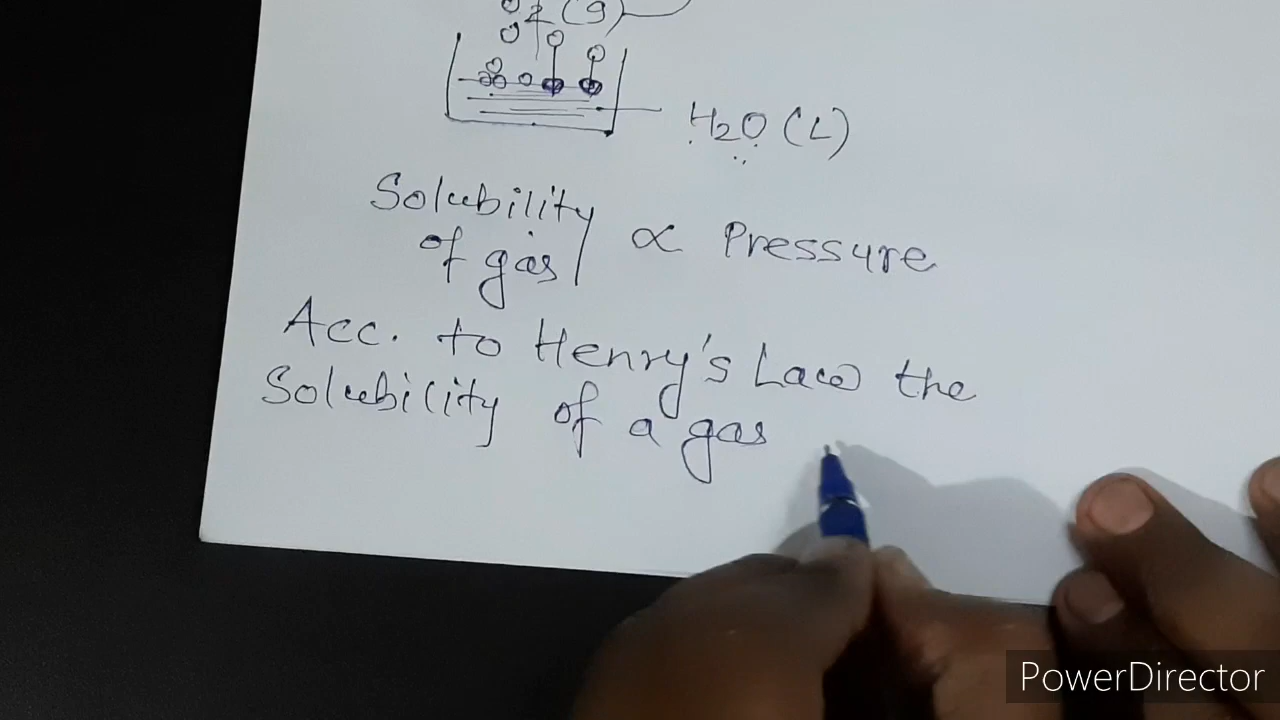 (g)
H2O (L)
Solubility
of gas ∝ Pressure
Acc. to Henry's Law the
Solubility of a gas
PowerDirector